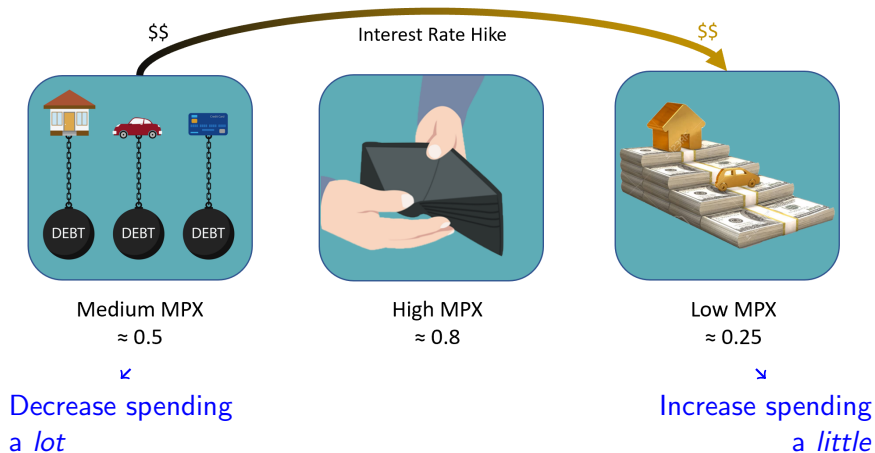 $$
Interest Rate Hike
$$
DEBT
DEBT
DEBT
Medium MPX
≈ 0.5
High MPX
≈ 0.8
Low MPX
≈ 0.25
Decrease spending
a lot
Increase spending
a little